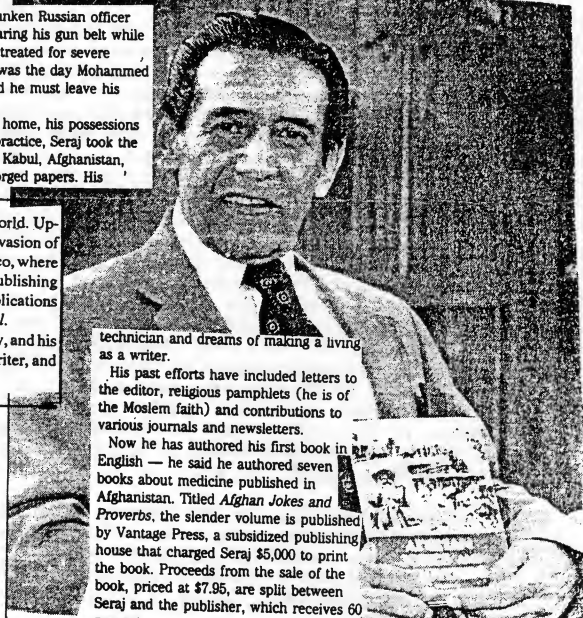 unken Russian officer
aring his gun belt while
treated for severe
was the day Mohammed
d he must leave his
home, his possessions
ractice, Seraj took the
Kabul, Afghanistan,
rged papers. His
orld. Up-
vasion of
co, where
ublishing
lications
l.
y, and his
riter, and
technician and dreams of making a living
as a writer.
His past efforts have included letters to
the editor, religious pamphlets (he is of
the Moslem faith) and contributions to
various journals and newsletters.
Now he has authored his first book in
English — he said he authored seven
books about medicine published in
Afghanistan. Titled Afghan Jokes and
Proverbs, the slender volume is published
by Vantage Press, a subsidized publishing
house that charged Seraj $5,000 to print
the book. Proceeds from the sale of the
book, priced at $7.95, are split between
Seraj and the publisher, which receives 60